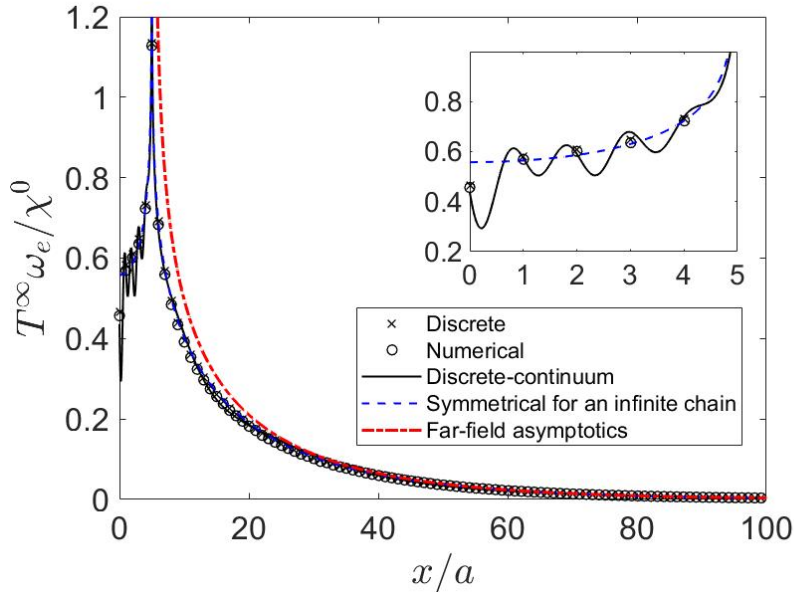 1.2
1
0.8
0.6
0.4
0.2
0
T^∞ω_e/χ^0
0 20 40 60 80 100
x/a
0.8
0.6
0.4
0.2
0 1 2 3 4 5
Discrete
Numerical
Discrete-continuum
Symmetrical for an infinite chain
Far-field asymptotics